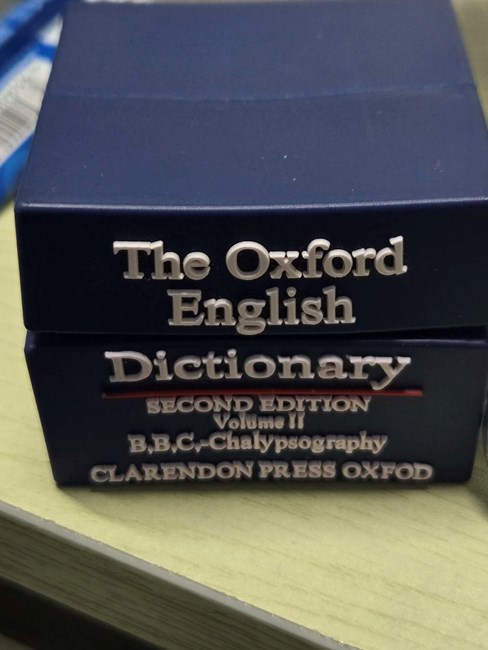 The Oxford
English
Dictionary
SECOND EDITION
Volume II
B,B,C,-Chalypsography
CLARENDON PRESS OXFOD